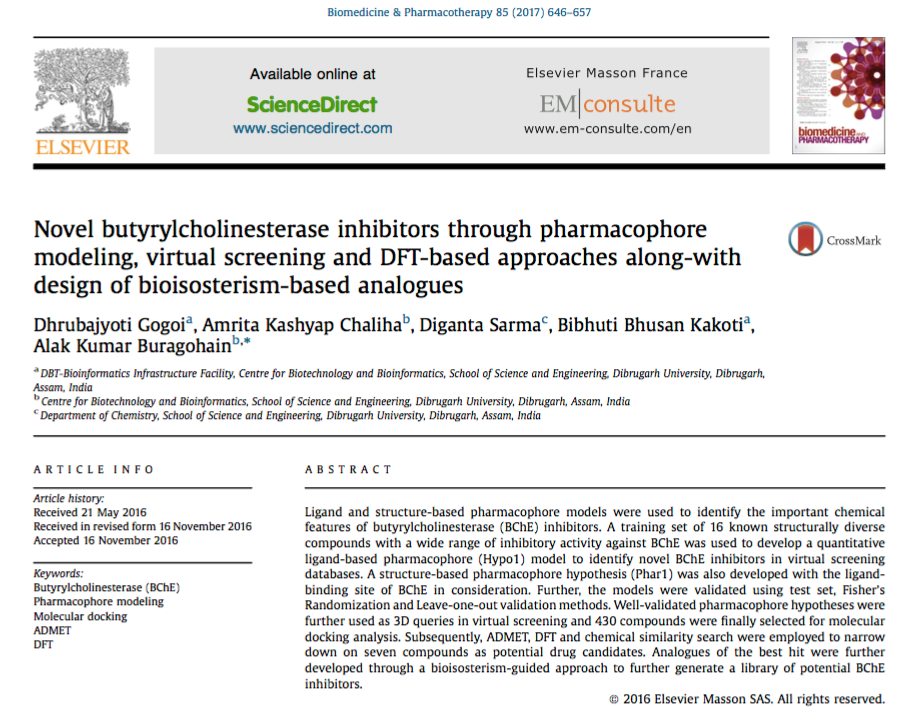 Biomedicine & Pharmacotherapy 85 (2017) 646–657
ELSEVIER
Available online at
ScienceDirect
www.sciencedirect.com
Elsevier Masson France
EM|consulte
www.em-consulte.com/en
biomedicine
PHARMACOTHERAPY
Novel butyrylcholinesterase inhibitors through pharmacophore
modeling, virtual screening and DFT-based approaches along-with
design of bioisosterism-based analogues
CrossMark
Dhrubajyoti Gogoia, Amrita Kashyap Chalihab, Diganta Sarmac, Bibhuti Bhusan Kakotia,
Alak Kumar Buragohainb,*
a DBT-Bioinformatics Infrastructure Facility, Centre for Biotechnology and Bioinformatics, School of Science and Engineering, Dibrugarh University, Dibrugarh,
Assam, India
b Centre for Biotechnology and Bioinformatics, School of Science and Engineering, Dibrugarh University, Dibrugarh, Assam, India
c Department of Chemistry, School of Science and Engineering, Dibrugarh University, Dibrugarh, Assam, India
ARTICLE INFO
Article history:
Received 21 May 2016
Received in revised form 16 November 2016
Accepted 16 November 2016
Keywords:
Butyrylcholinesterase (BChE)
Pharmacophore modeling
Molecular docking
ADMET
DFT
ABSTRACT
Ligand and structure-based pharmacophore models were used to identify the important chemical
features of butyrylcholinesterase (BChE) inhibitors. A training set of 16 known structurally diverse
compounds with a wide range of inhibitory activity against BChE was used to develop a quantitative
ligand-based pharmacophore (Hypo1) model to identify novel BChE inhibitors in virtual screening
databases. A structure-based pharmacophore hypothesis (Phar1) was also developed with the ligand-
binding site of BChE in consideration. Further, the models were validated using test set, Fisher's
Randomization and Leave-one-out validation methods. Well-validated pharmacophore hypotheses were
further used as 3D queries in virtual screening and 430 compounds were finally selected for molecular
docking analysis. Subsequently, ADMET, DFT and chemical similarity search were employed to narrow
down on seven compounds as potential drug candidates. Analogues of the best hit were further
developed through a bioisosterism-guided approach to further generate a library of potential BChE
inhibitors.
© 2016 Elsevier Masson SAS. All rights reserved.